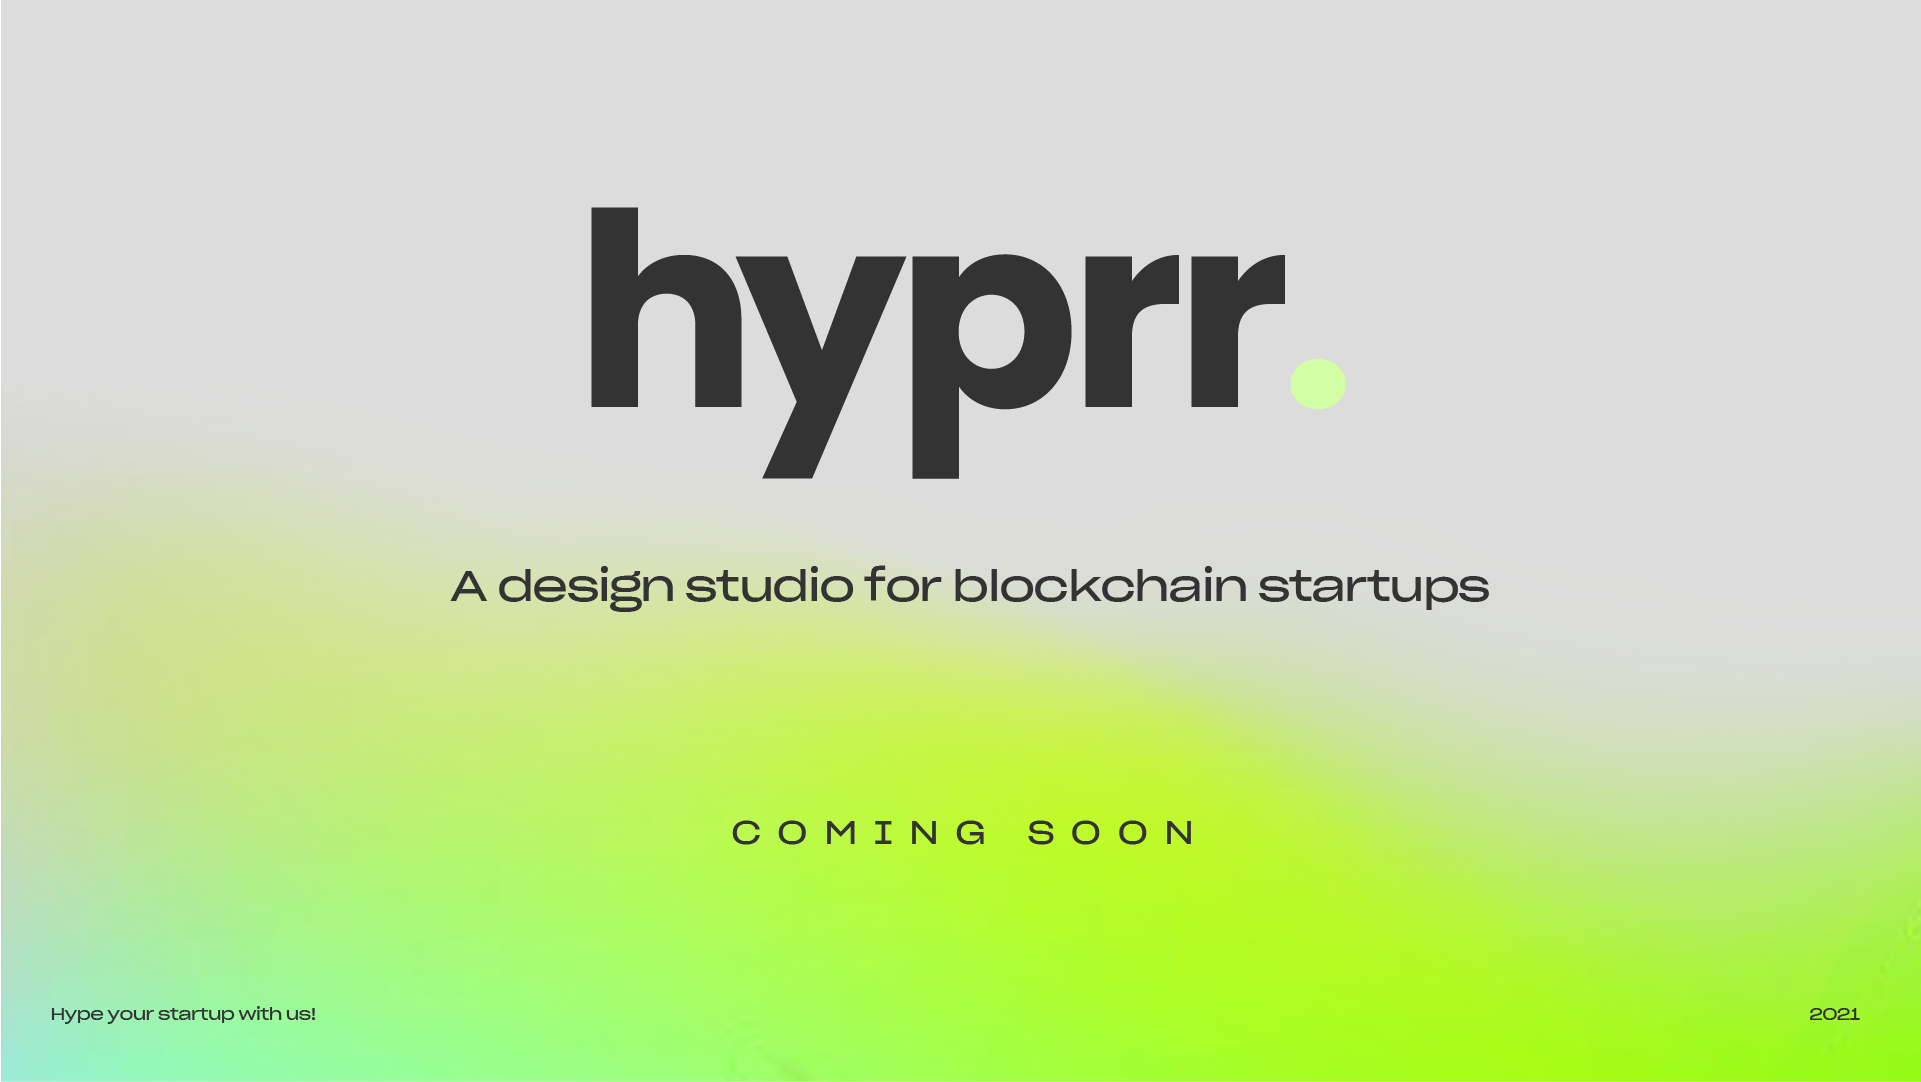 hyprr.
A design studio for blockchain startups
COMING SOON
Hype your startup with us!
2021